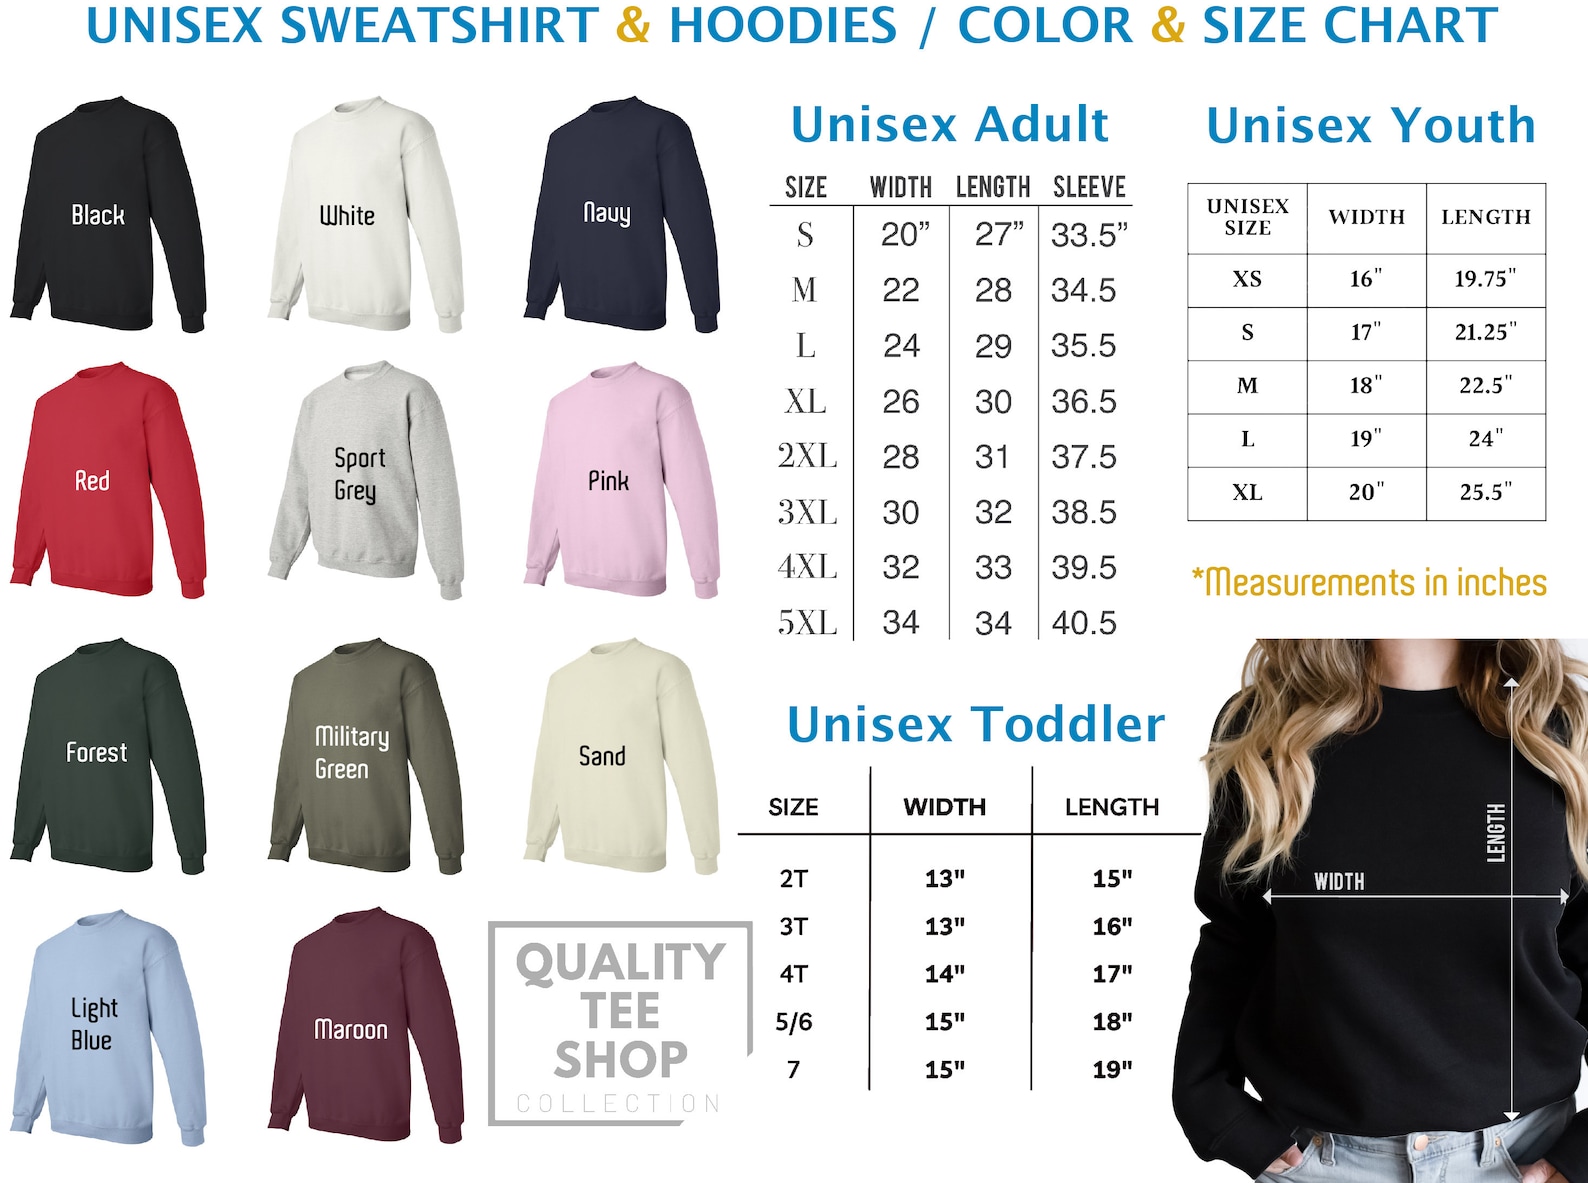 UNISEX SWEATSHIRT & HOODIES / COLOR & SIZE CHART
Black
White
Navy
Red
Sport
Grey
Pink
Forest
Military
Green
Sand
Light
Blue
Maroon
QUALITY
TEE
SHOP
COLLECTION
Unisex Adult
SIZE WIDTH LENGTH SLEEVE
S 20” 27” 33.5”
M 22 28 34.5
L 24 29 35.5
XL 26 30 36.5
2XL 28 31 37.5
3XL 30 32 38.5
4XL 32 33 39.5
5XL 34 34 40.5
Unisex Toddler
SIZE WIDTH LENGTH
2T 13" 15"
3T 13" 16"
4T 14" 17"
5/6 15" 18"
7 15" 19"
Unisex Youth
UNISEX
SIZE WIDTH LENGTH
XS 16" 19.75"
S 17" 21.25"
M 18" 22.5"
L 19" 24"
XL 20" 25.5"
*Measurements in inches
LENGTH
WIDTH